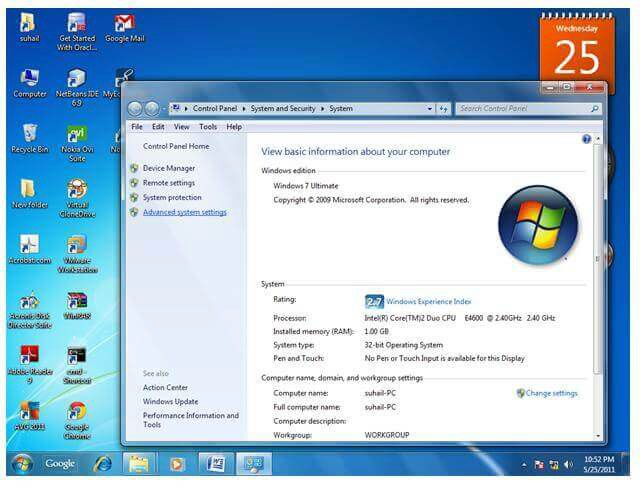 suhail
Get Started
With Oracl...
Google Mail
Wednesday
25
Computer
NetBeans IDE
6.9
Recycle Bin
Nokia Ovi
Suite
New folder
Virtual
CloneDrive
Acrobat.com
VMware
Workstation
Acronis Disk
Director Suite
WinRAR
Adobe Reader
9
cmd -
Shortcut
AVG 2011
Google
Chrome
Control Panel
System and Security
System
Search Control Panel
File
Edit
View
Tools
Help
Control Panel Home
Device Manager
Remote settings
System protection
Advanced system settings
See also
Action Center
Windows Update
Performance Information and
Tools
View basic information about your computer
Windows edition
Windows 7 Ultimate
Copyright © 2009 Microsoft Corporation. All rights reserved.
System
Rating: 2.7 Windows Experience Index
Processor: Intel(R) Core(TM)2 Duo CPU E4600 @ 2.40GHz 2.40 GHz
Installed memory (RAM): 1.00 GB
System type: 32-bit Operating System
Pen and Touch: No Pen or Touch Input is available for this Display
Computer name, domain, and workgroup settings
Computer name: suhail-PC Change settings
Full computer name: suhail-PC
Computer description:
Workgroup: WORKGROUP
Google
10:52 PM
5/25/2011